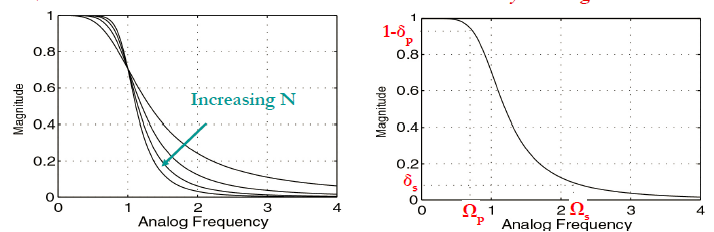 1
0.8
0.6
0.4
0.2
0
0 1 2 3 4
Magnitude
Analog Frequency
Increasing N
1
1-δp
0.8
0.6
0.4
0.2
δs
0
0 1 2 3 4
Ωp
Ωs
Magnitude
Analog Frequency